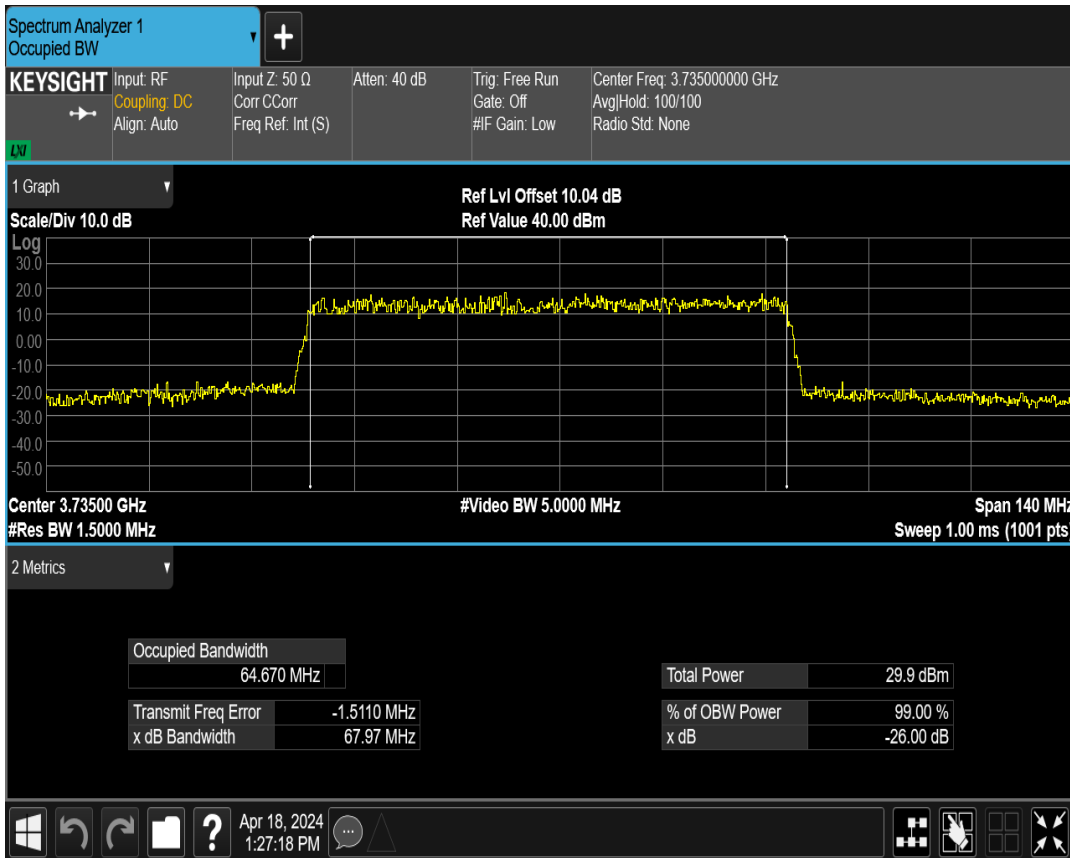 Spectrum Analyzer 1
Occupied BW
+
KEYSIGHT
LXI
Input: RF
Coupling: DC
Align: Auto
Input Z: 50 Ω
Corr CCorr
Freq Ref: Int (S)
Atten: 40 dB
Trig: Free Run
Gate: Off
#IF Gain: Low
Center Freq: 3.735000000 GHz
Avg|Hold: 100/100
Radio Std: None
1 Graph
Scale/Div 10.0 dB
Ref Lvl Offset 10.04 dB
Ref Value 40.00 dBm
Log
30.0
20.0
10.0
0.00
-10.0
-20.0
-30.0
-40.0
-50.0
Center 3.73500 GHz
#Video BW 5.0000 MHz
Span 140 MHz
#Res BW 1.5000 MHz
Sweep 1.00 ms (1001 pts)
2 Metrics
Occupied Bandwidth
64.670 MHz
Total Power 29.9 dBm
Transmit Freq Error -1.5110 MHz
% of OBW Power 99.00 %
x dB Bandwidth 67.97 MHz
x dB -26.00 dB
?
Apr 18, 2024
1:27:18 PM